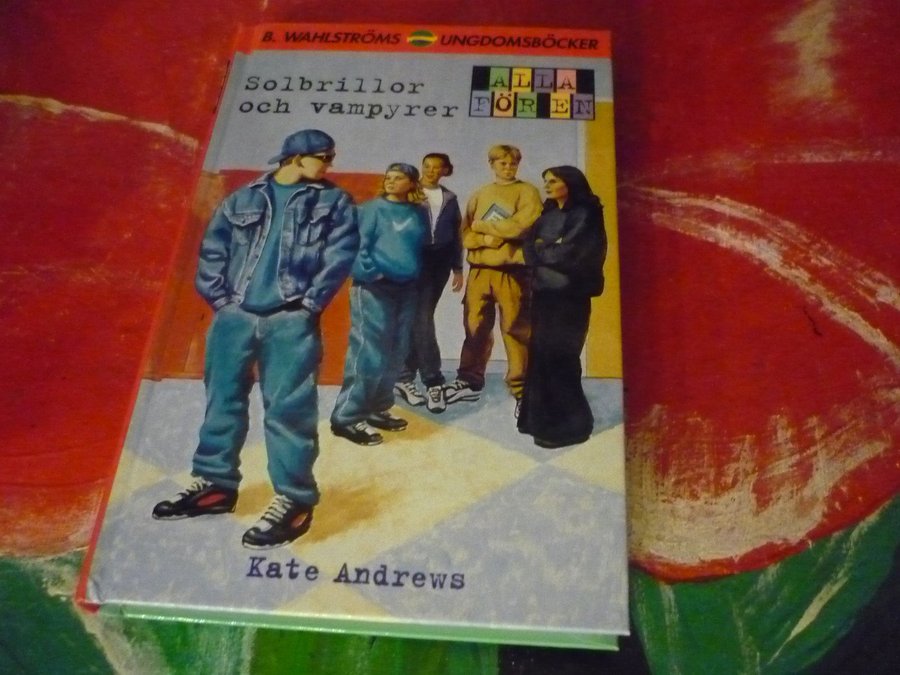 B. WAHLSTRÖMS UNGDOMSBÖCKER
Solbrillor
och vampyrer
ALLA
FÖR EN
Kate Andrews